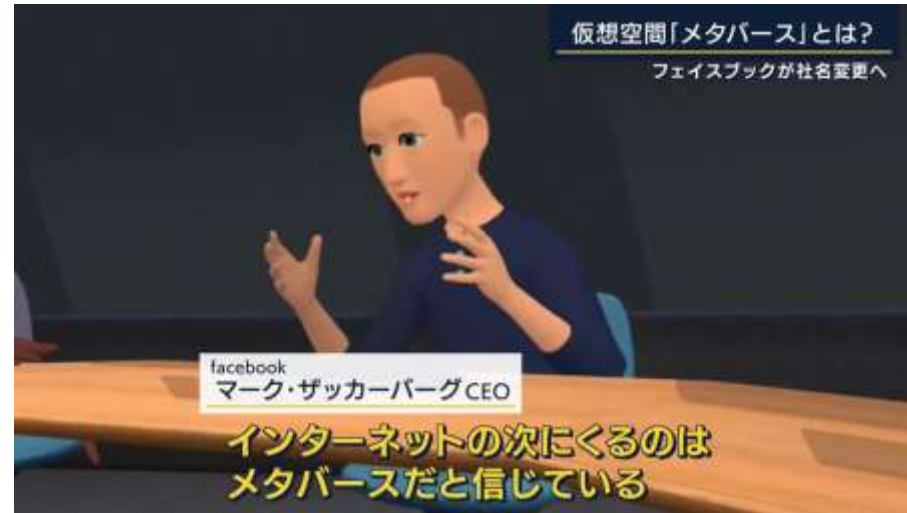 仮想空間「メタバース」とは?
フェイスブックが社名変更へ
facebook
マーク・ザッカーバーグCEO
インターネットの次にくるのは
メタバースだと信じている